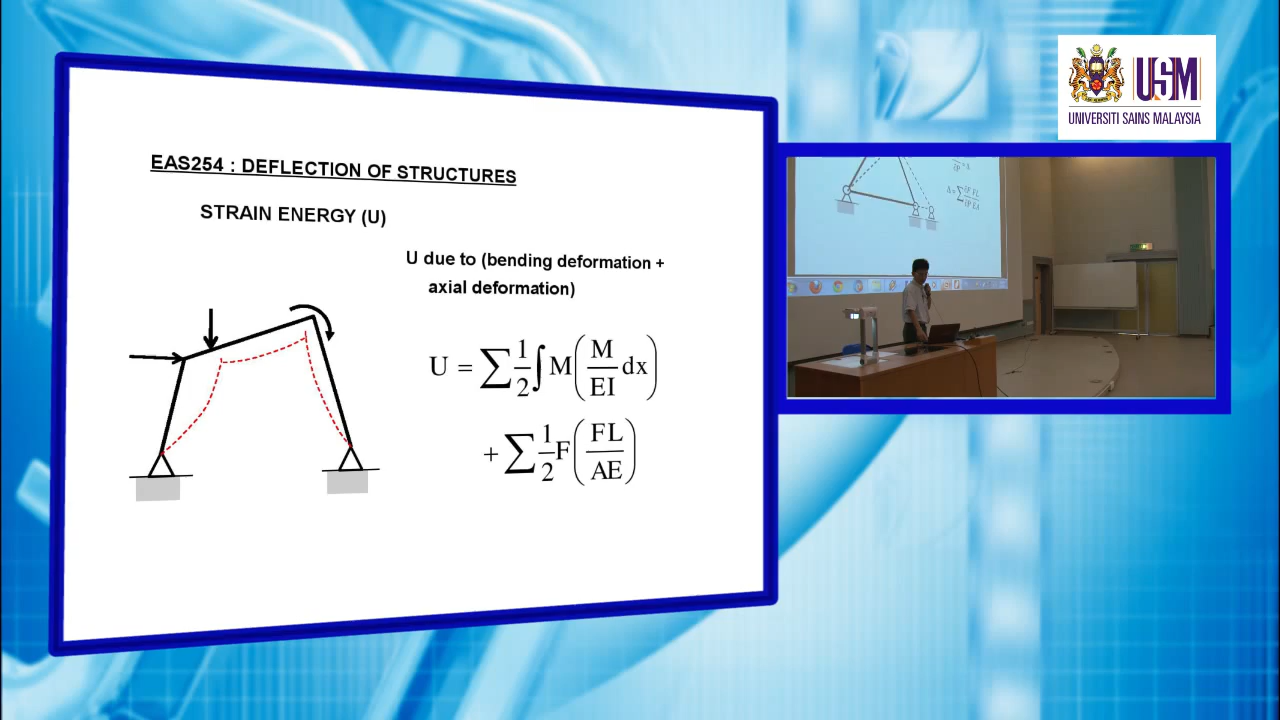 EAS254 : DEFLECTION OF STRUCTURES
STRAIN ENERGY (U)
U due to (bending deformation +
axial deformation)
U = ∑ 1/2 ∫ M ( M/EI dx )
+ ∑ 1/2 F ( FL/AE )
USM
UNIVERSITI SAINS MALAYSIA